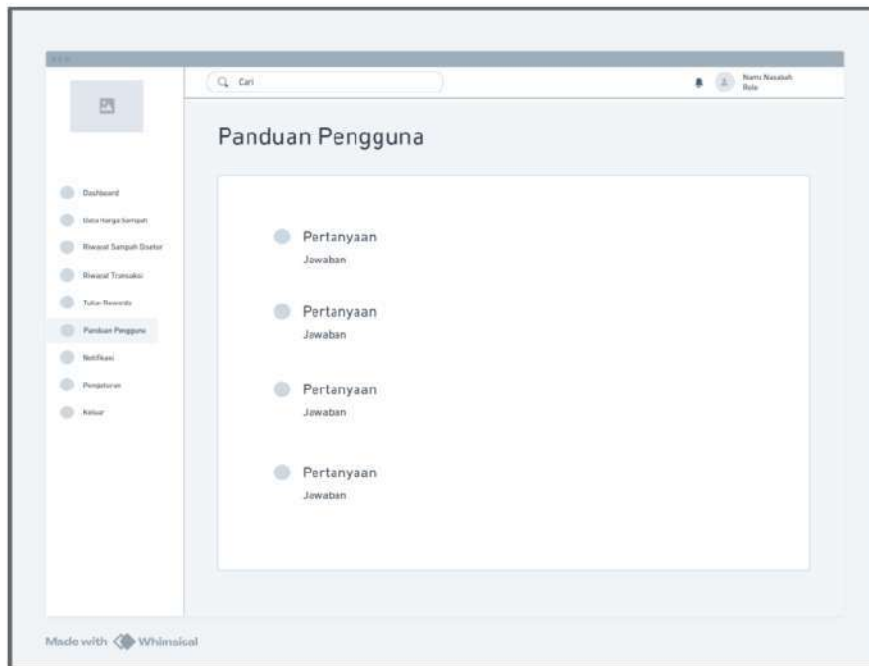 Cari
Nama Nasabah
Role
Panduan Pengguna
Dashboard
Data Harga Sampah
Riwayat Sampah Disetor
Riwayat Transaksi
Tukar Rewards
Panduan Pengguna
Notifikasi
Pengaturan
Keluar
Pertanyaan
Jawaban
Pertanyaan
Jawaban
Pertanyaan
Jawaban
Pertanyaan
Jawaban
Made with Whimsical